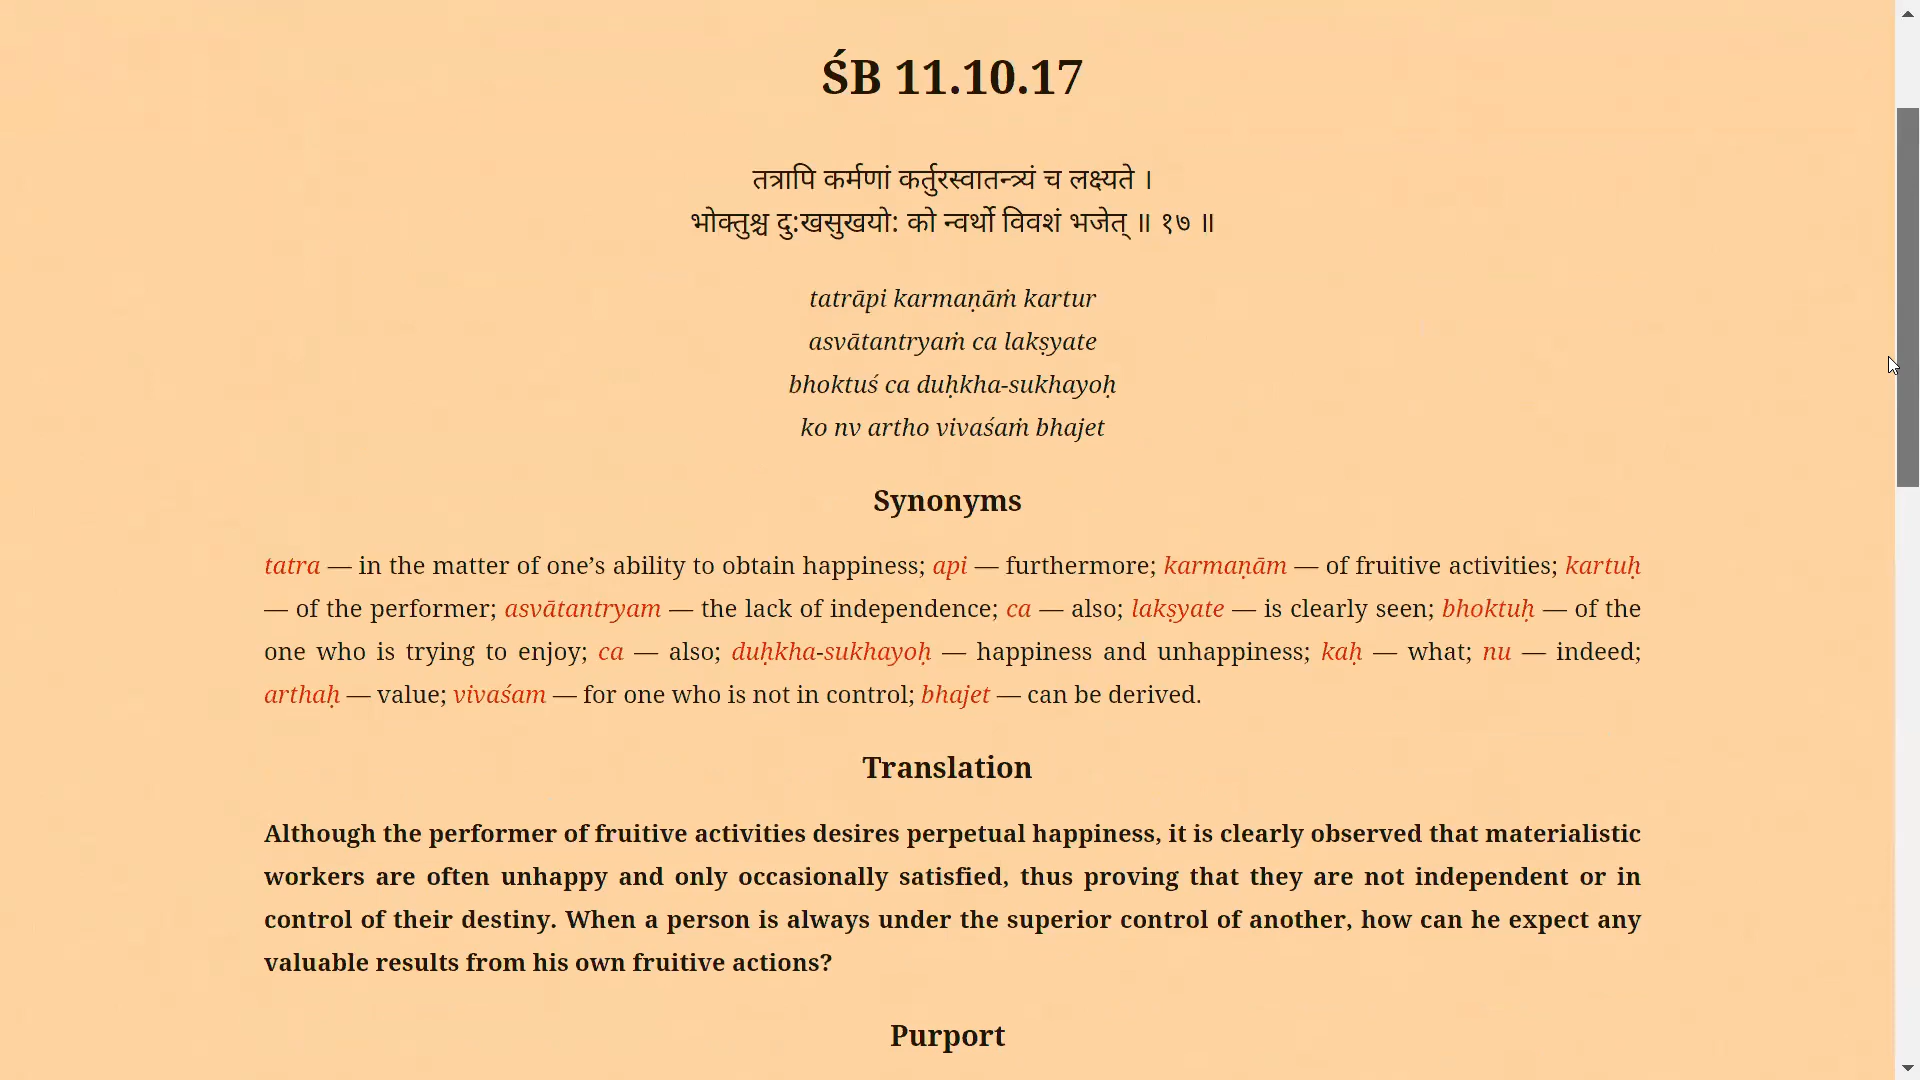 ŚB 11.10.17
तत्रापि कर्मणां कर्तुरस्वातन्‍त्र्यं च लक्ष्यते ।
भोक्तुश्च दु:खसुखयो: को न्वर्थो विवशं भजेत् ॥ १७ ॥
tatrāpi karmaṇāṁ kartur
asvātantryaṁ ca lakṣyate
bhoktuś ca duḥkha-sukhayoḥ
ko nv artho vivaśaṁ bhajet
Synonyms
tatra — in the matter of one’s ability to obtain happiness; api — furthermore; karmaṇām — of fruitive activities; kartuḥ
— of the performer; asvātantryam — the lack of independence; ca — also; lakṣyate — is clearly seen; bhoktuḥ — of the
one who is trying to enjoy; ca — also; duḥkha-sukhayoḥ — happiness and unhappiness; kaḥ — what; nu — indeed;
arthaḥ — value; vivaśam — for one who is not in control; bhajet — can be derived.
Translation
Although the performer of fruitive activities desires perpetual happiness, it is clearly observed that materialistic
workers are often unhappy and only occasionally satisfied, thus proving that they are not independent or in
control of their destiny. When a person is always under the superior control of another, how can he expect any
valuable results from his own fruitive actions?
Purport